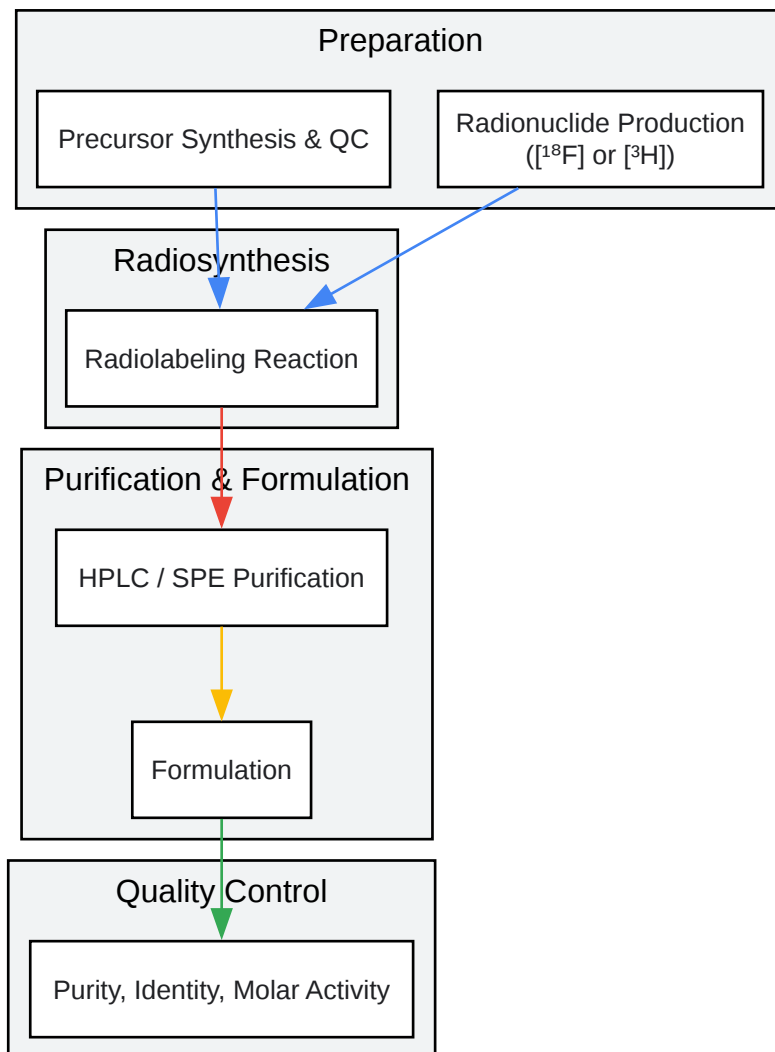 Preparation
Precursor Synthesis & QC
Radionuclide Production
([¹⁸F] or [³H])
Radiosynthesis
Radiolabeling Reaction
Purification & Formulation
HPLC / SPE Purification
Formulation
Quality Control
Purity, Identity, Molar Activity